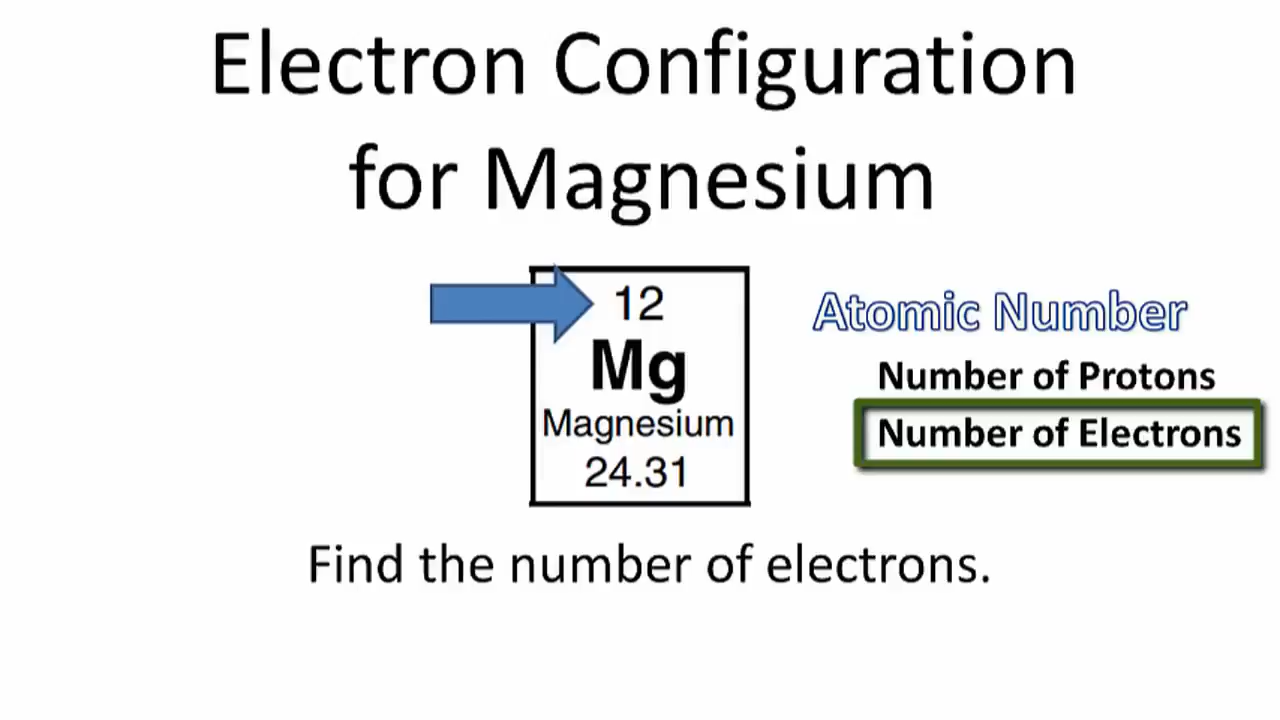 Electron Configuration
for Magnesium
12
Mg
Magnesium
24.31
Atomic Number
Number of Protons
Number of Electrons
Find the number of electrons.